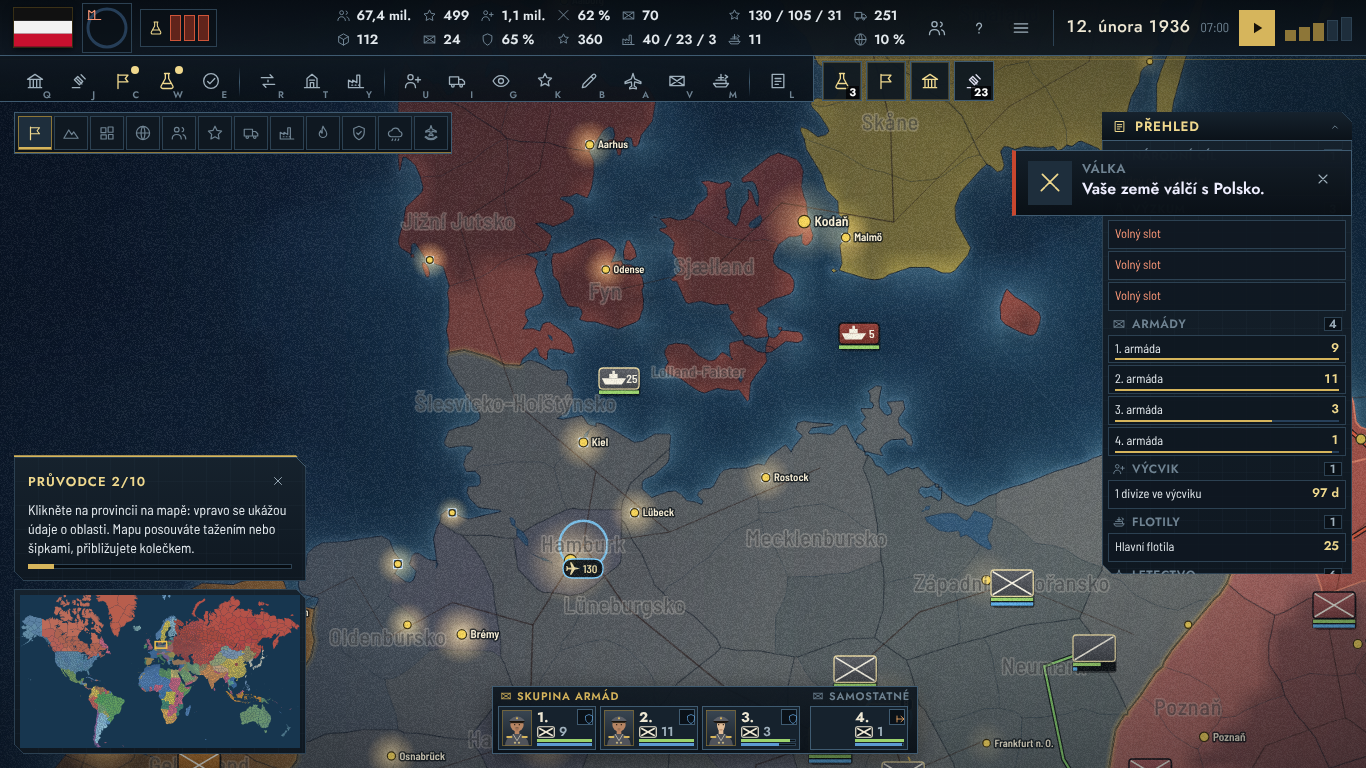 67,4 mil.
499
1,1 mil.
62 %
70
130 / 105 / 31
251
112
24
65 %
360
40 / 23 / 3
11
10 %
?
12. února 1936
07:00
Q
J
C
W
E
R
T
Y
U
I
G
K
B
A
V
M
L
3
23
PŘEHLED
VÁLKA
Vaše země válčí s Polsko.
Volný slot
Volný slot
Volný slot
ARMÁDY
4
1. armáda
9
2. armáda
11
3. armáda
3
4. armáda
1
VÝCVIK
1
1 divize ve výcviku
97 d
FLOTILY
1
Hlavní flotila
25
Skåne
Aarhus
Jižní Jutsko
Kodaň
Malmö
Odense
Sjælland
Fyn
5
25
Lolland-Falster
Šlesvicko-Holštýnsko
Kiel
Rostock
Lübeck
Hamburk
130
Mecklenbursko
Lüneburgsko
Oldenbursko
Brémy
Poznaň
Poznaň
Frankfurt n. O.
Osnabrück
PRŮVODCE 2/10
Klikněte na provincii na mapě: vpravo se ukážou
údaje o oblasti. Mapu posouváte tažením nebo
šipkami, přibližujete kolečkem.
SKUPINA ARMÁD
SAMOSTATNÉ
1.
9
2.
11
3.
3
4.
1